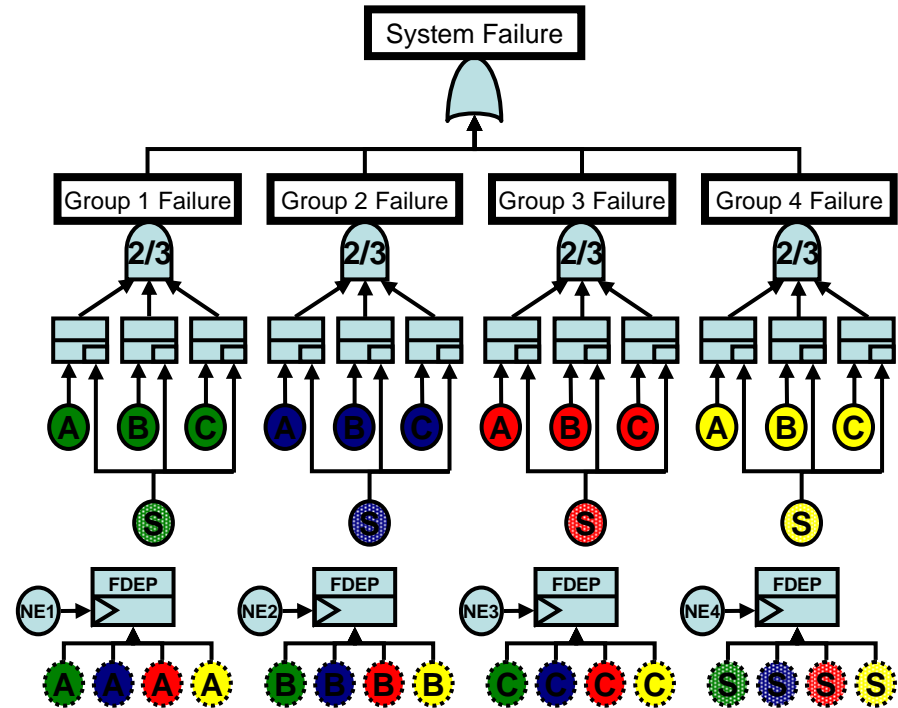 System Failure
Group 1 Failure Group 2 Failure Group 3 Failure Group 4 Failure
2/3 2/3 2/3 2/3
A B C A B C A B C A B C
S S S S
FDEP FDEP FDEP FDEP
NE1 NE2 NE3 NE4
A A A A B B B B C C C C S S S S